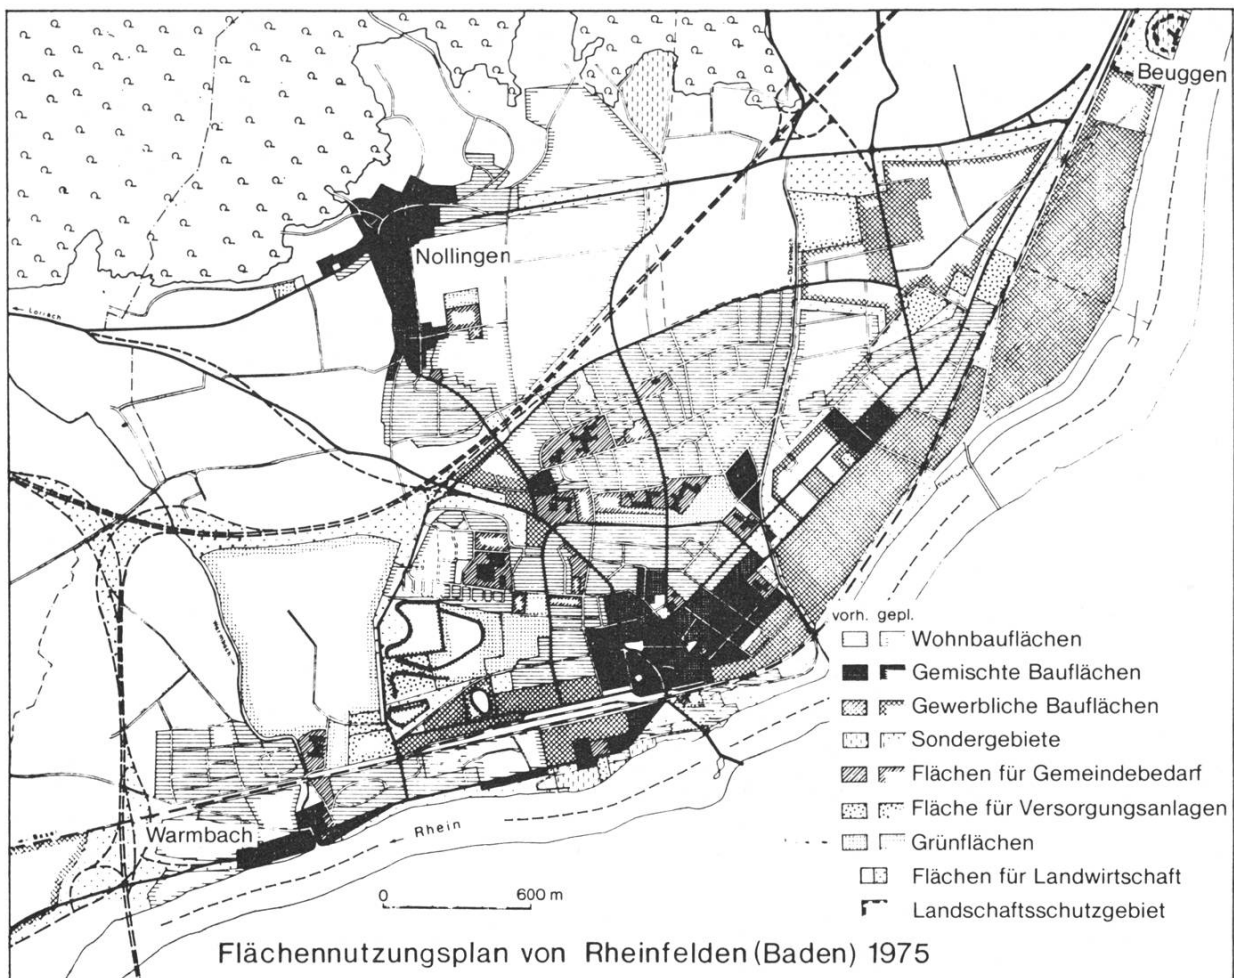 Beuggen
Nollingen
Lörrach
Dürrenbach
vorh. gepl.
Wohnbauflächen
Gemischte Bauflächen
Gewerbliche Bauflächen
Sondergebiete
Flächen für Gemeindebedarf
Fläche für Versorgungsanlagen
Grünflächen
Flächen für Landwirtschaft
Landschaftsschutzgebiet
Warmbach
Rhein
0 600 m
Flächennutzungsplan von Rheinfelden (Baden) 1975